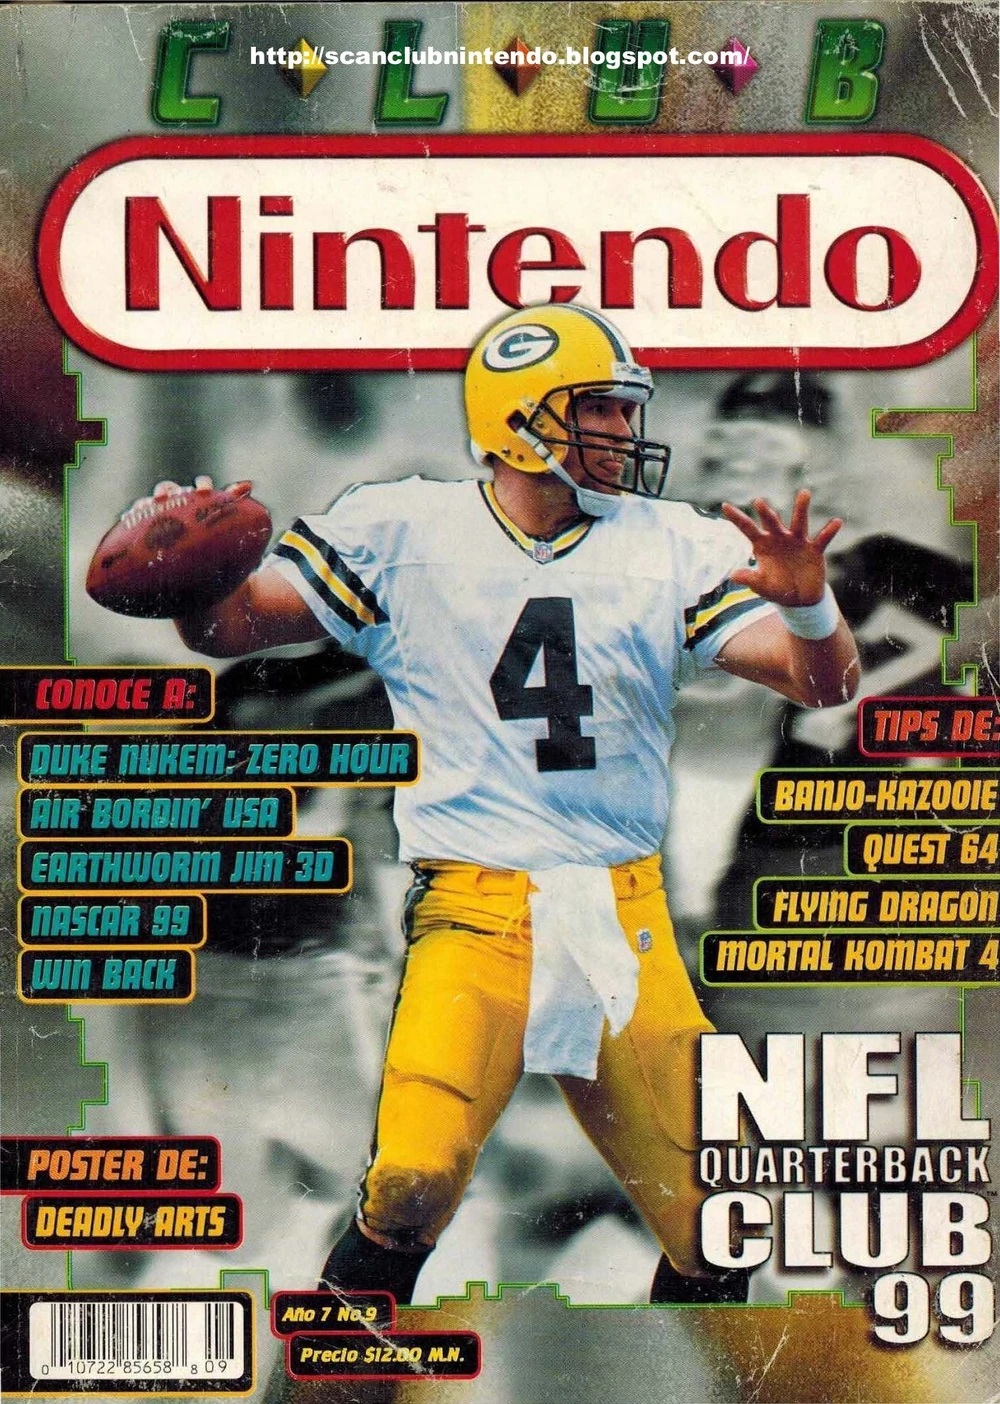 CLUB
http://scanclubnintendo.blogspot.com/
Nintendo
G
4
CONOCE A:
DUKE NUKEM: ZERO HOUR
AIR BORDIN' USA
EARTHWORM JIM 3D
NASCAR 99
WIN BACK
TIPS DE:
BANJO-KAZOOIE
QUEST 64
FLYING DRAGON
MORTAL KOMBAT 4
NFL
QUARTERBACK
CLUB
99
POSTER DE:
DEADLY ARTS
Año 7 No.9
Precio $12.00 M.N.
0 10722 85658 8 09